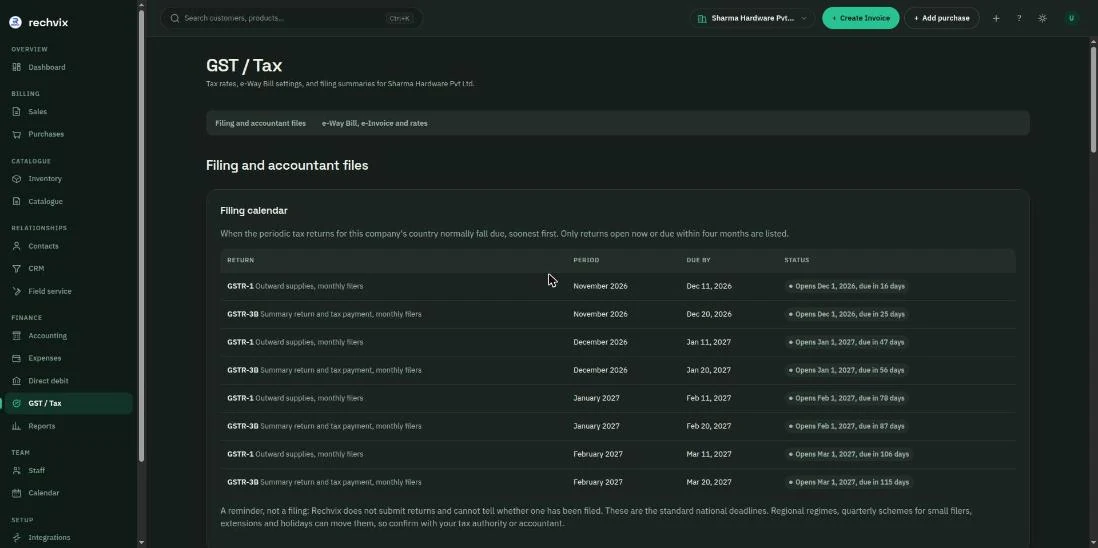 rechvix
Search customers, products...
Ctrl+K
Sharma Hardware Pvt...
+ Create Invoice
+ Add purchase
+
?
U
OVERVIEW
Dashboard
BILLING
Sales
Purchases
CATALOGUE
Inventory
Catalogue
RELATIONSHIPS
Contacts
CRM
Field service
FINANCE
Accounting
Expenses
Direct debit
GST / Tax
Reports
TEAM
Staff
Calendar
SETUP
Integrations
GST / Tax
Tax rates, e-Way Bill settings, and filing summaries for Sharma Hardware Pvt Ltd.
Filing and accountant files e-Way Bill, e-Invoice and rates
Filing and accountant files
Filing calendar
When the periodic tax returns for this company's country normally fall due, soonest first. Only returns open now or due within four months are listed.
RETURN PERIOD DUE BY STATUS
GSTR-1 Outward supplies, monthly filers November 2026 Dec 11, 2026 Opens Dec 1, 2026, due in 16 days
GSTR-3B Summary return and tax payment, monthly filers November 2026 Dec 20, 2026 Opens Dec 1, 2026, due in 25 days
GSTR-1 Outward supplies, monthly filers December 2026 Jan 11, 2027 Opens Jan 1, 2027, due in 47 days
GSTR-3B Summary return and tax payment, monthly filers December 2026 Jan 20, 2027 Opens Jan 1, 2027, due in 56 days
GSTR-1 Outward supplies, monthly filers January 2027 Feb 11, 2027 Opens Feb 1, 2027, due in 78 days
GSTR-3B Summary return and tax payment, monthly filers January 2027 Feb 20, 2027 Opens Feb 1, 2027, due in 87 days
GSTR-1 Outward supplies, monthly filers February 2027 Mar 11, 2027 Opens Mar 1, 2027, due in 106 days
GSTR-3B Summary return and tax payment, monthly filers February 2027 Mar 20, 2027 Opens Mar 1, 2027, due in 115 days
A reminder, not a filing: Rechvix does not submit returns and cannot tell whether one has been filed. These are the standard national deadlines. Regional regimes, quarterly schemes for small filers,
extensions and holidays can move them, so confirm with your tax authority or accountant.